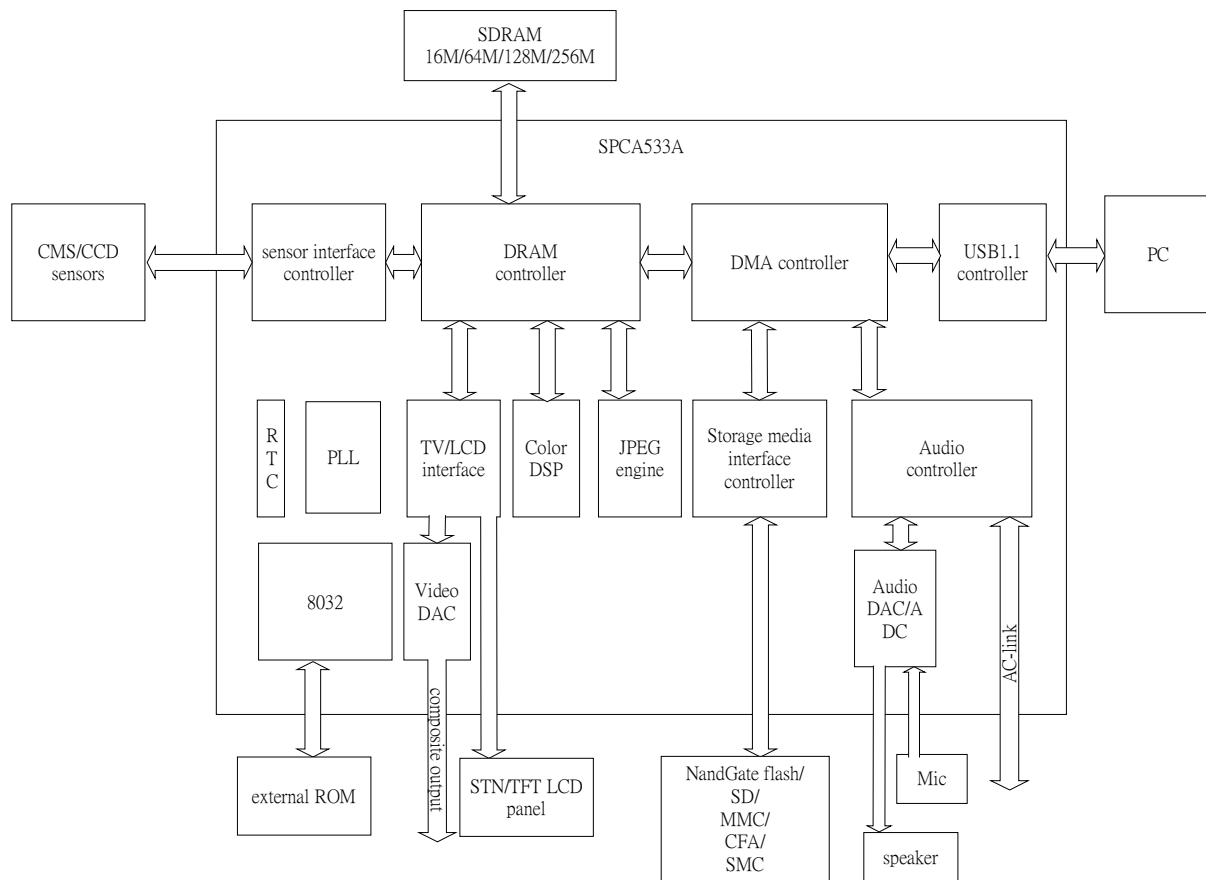 SDRAM
16M/64M/128M/256M
SPCA533A
CMS/CCD
sensors
sensor interface
controller
DRAM
controller
DMA controller
USB1.1
controller
PC
R
T
C
PLL
TV/LCD
interface
Color
DSP
JPEG
engine
Storage media
interface
controller
Audio
controller
8032
Video
DAC
Audio
DAC/A
DC
AC-link
composite output
external ROM
STN/TFT LCD
panel
NandGate flash/
SD/
MMC/
CFA/
SMC
Mic
speaker